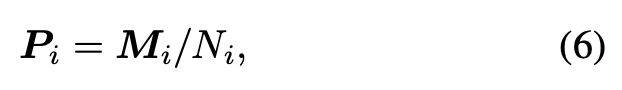 P_i = M_i/N_i, (6)